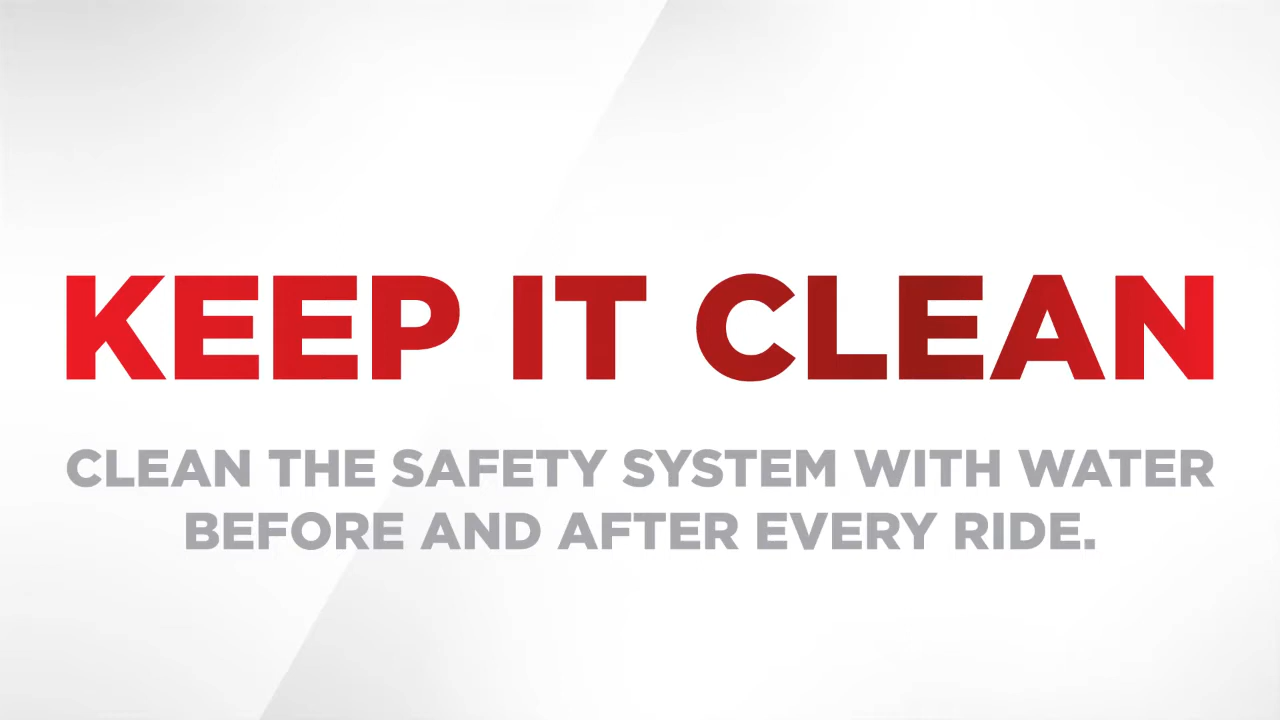 KEEP IT CLEAN
CLEAN THE SAFETY SYSTEM WITH WATER
BEFORE AND AFTER EVERY RIDE.